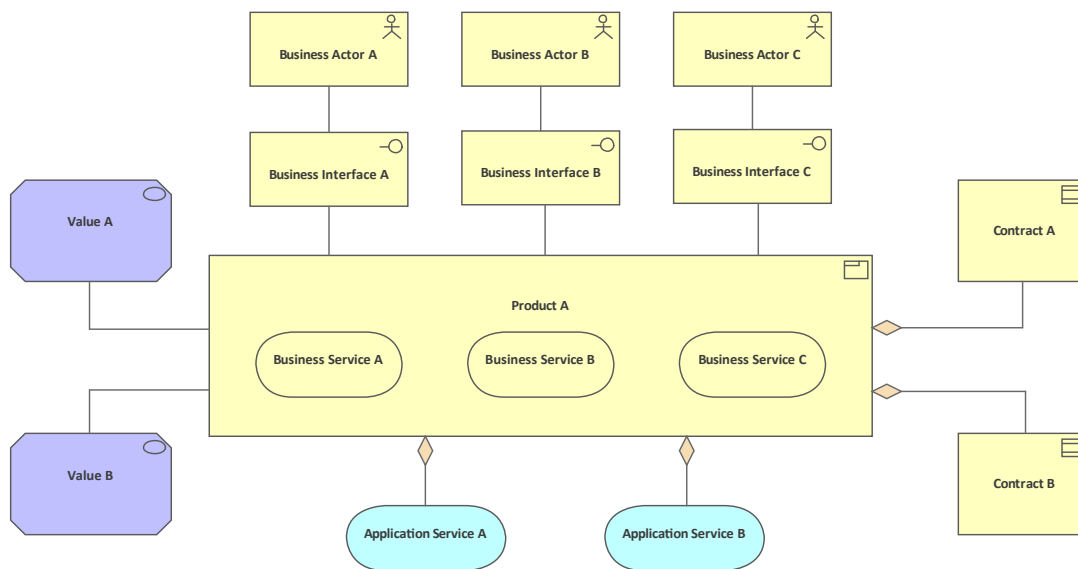 Business Actor A
Business Actor B
Business Actor C
Business Interface A
Business Interface B
Business Interface C
Value A
Contract A
Product A
Business Service A
Business Service B
Business Service C
Value B
Contract B
Application Service A
Application Service B